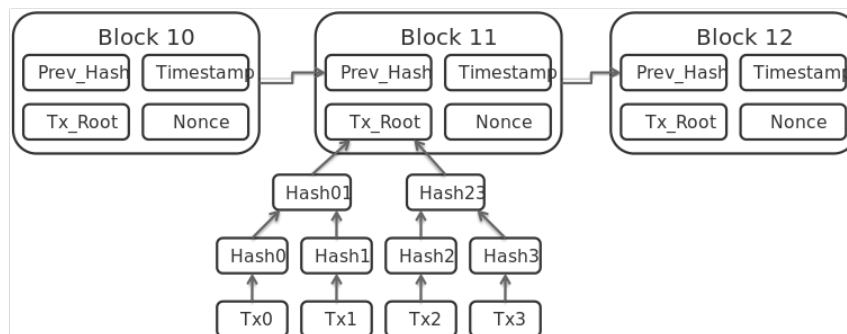 Block 10 Block 11 Block 12
Prev_Hash Timestamp Prev_Hash Timestamp Prev_Hash Timestamp
Tx_Root Nonce Tx_Root Nonce Tx_Root Nonce
Hash01 Hash23
Hash0 Hash1 Hash2 Hash3
Tx0 Tx1 Tx2 Tx3